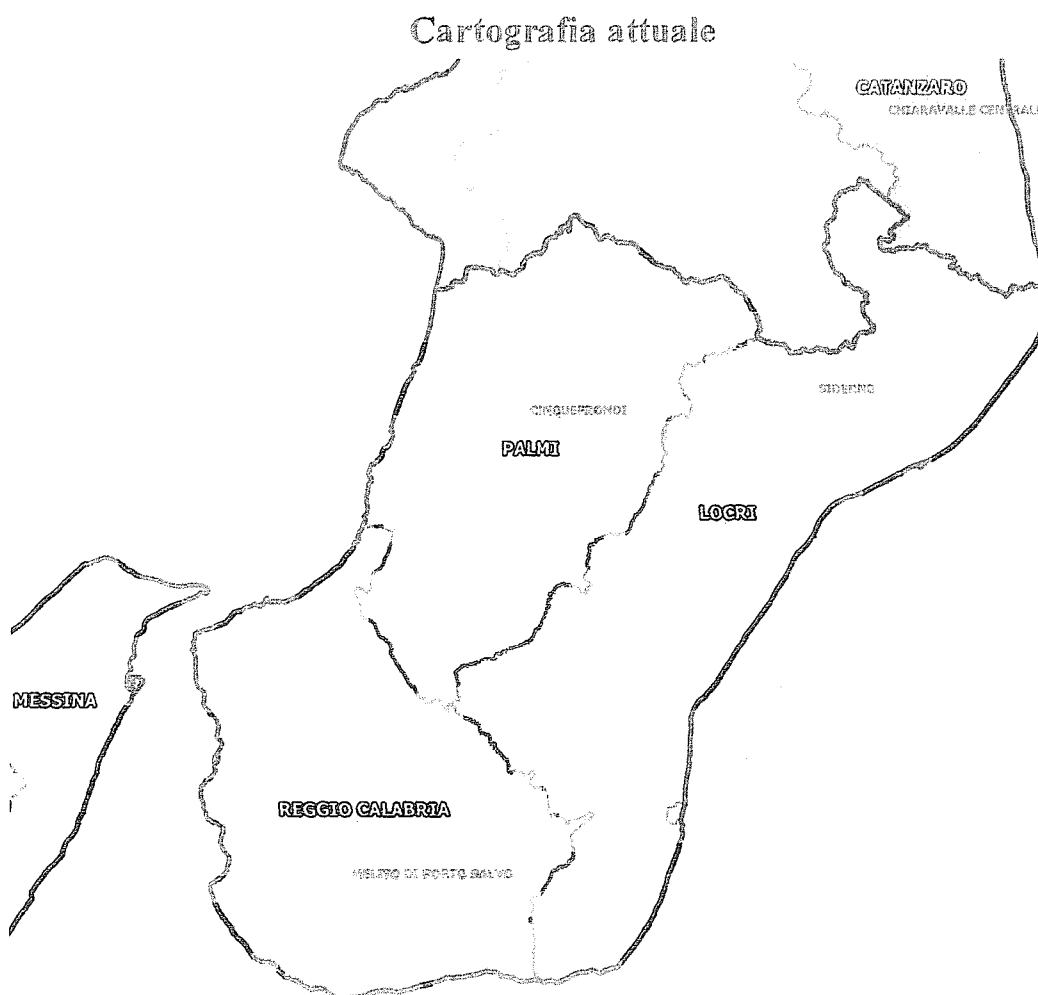 Cartografia attuale
CATANZARO
CHIARAVALLE CENTRALE
SIDERNO
CINQUEFRONDI
PALMI
LOCRI
MESSINA
REGGIO CALABRIA
MELITO DI PORTO SALVO